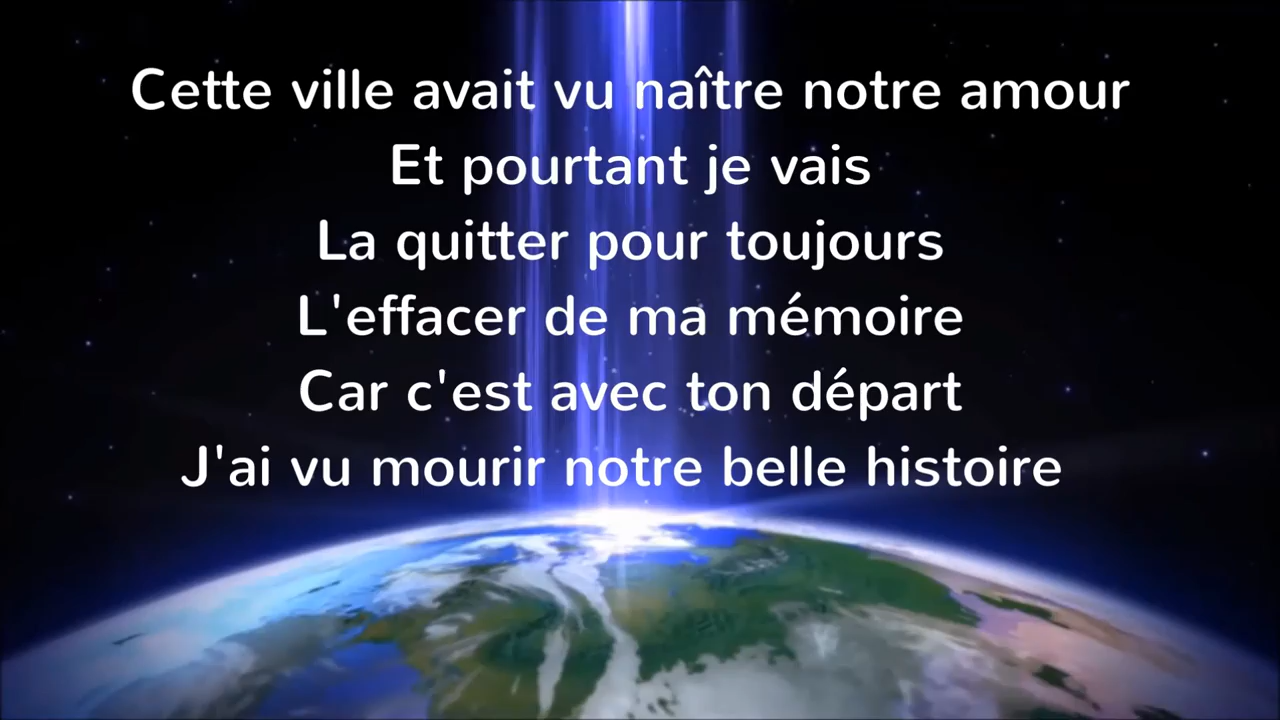 Cette ville avait vu naître notre amour
Et pourtant je vais
La quitter pour toujours
L'effacer de ma mémoire
Car c'est avec ton départ
J'ai vu mourir notre belle histoire